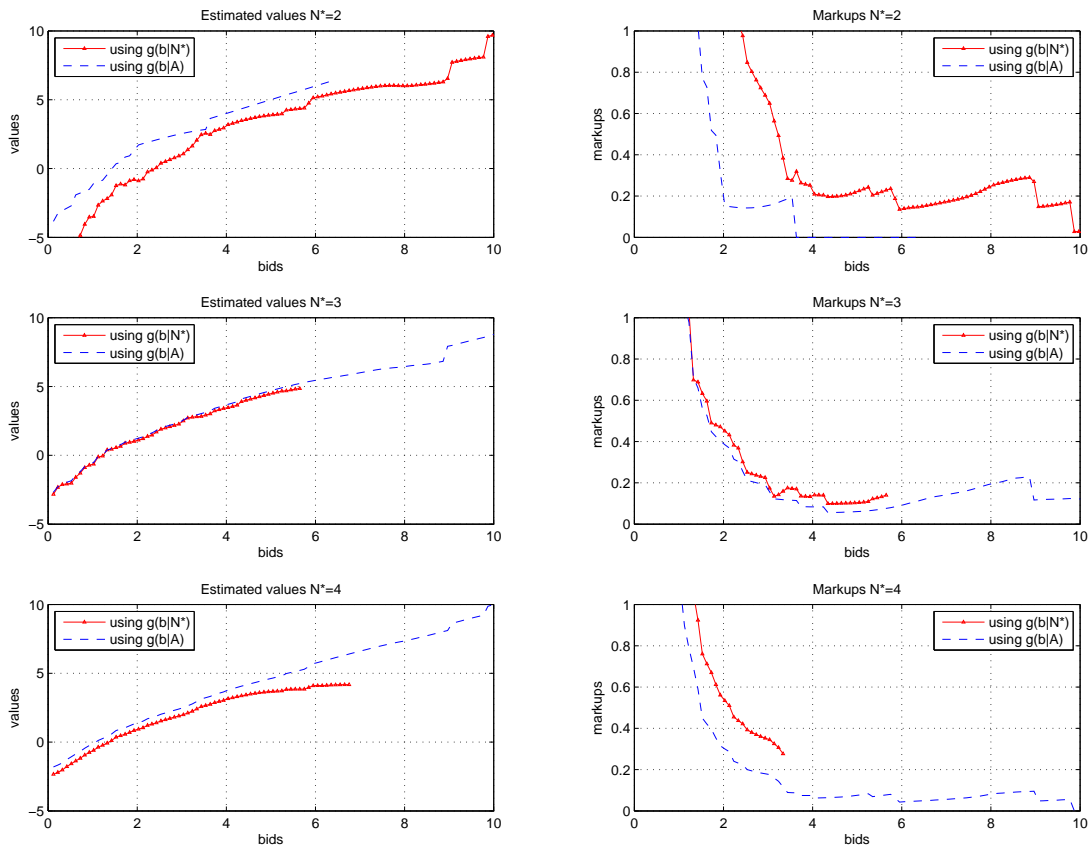 Estimated values N*=2
10
5
0
−5
values
0 2 4 6 8 10
bids
using g(b|N*)
using g(b|A)
Markups N*=2
1
0.8
0.6
0.4
0.2
0
markups
0 2 4 6 8 10
bids
using g(b|N*)
using g(b|A)
Estimated values N*=3
10
5
0
−5
values
0 2 4 6 8 10
bids
using g(b|N*)
using g(b|A)
Markups N*=3
1
0.8
0.6
0.4
0.2
0
markups
0 2 4 6 8 10
bids
using g(b|N*)
using g(b|A)
Estimated values N*=4
10
5
0
−5
values
0 2 4 6 8 10
bids
using g(b|N*)
using g(b|A)
Markups N*=4
1
0.8
0.6
0.4
0.2
0
markups
0 2 4 6 8 10
bids
using g(b|N*)
using g(b|A)